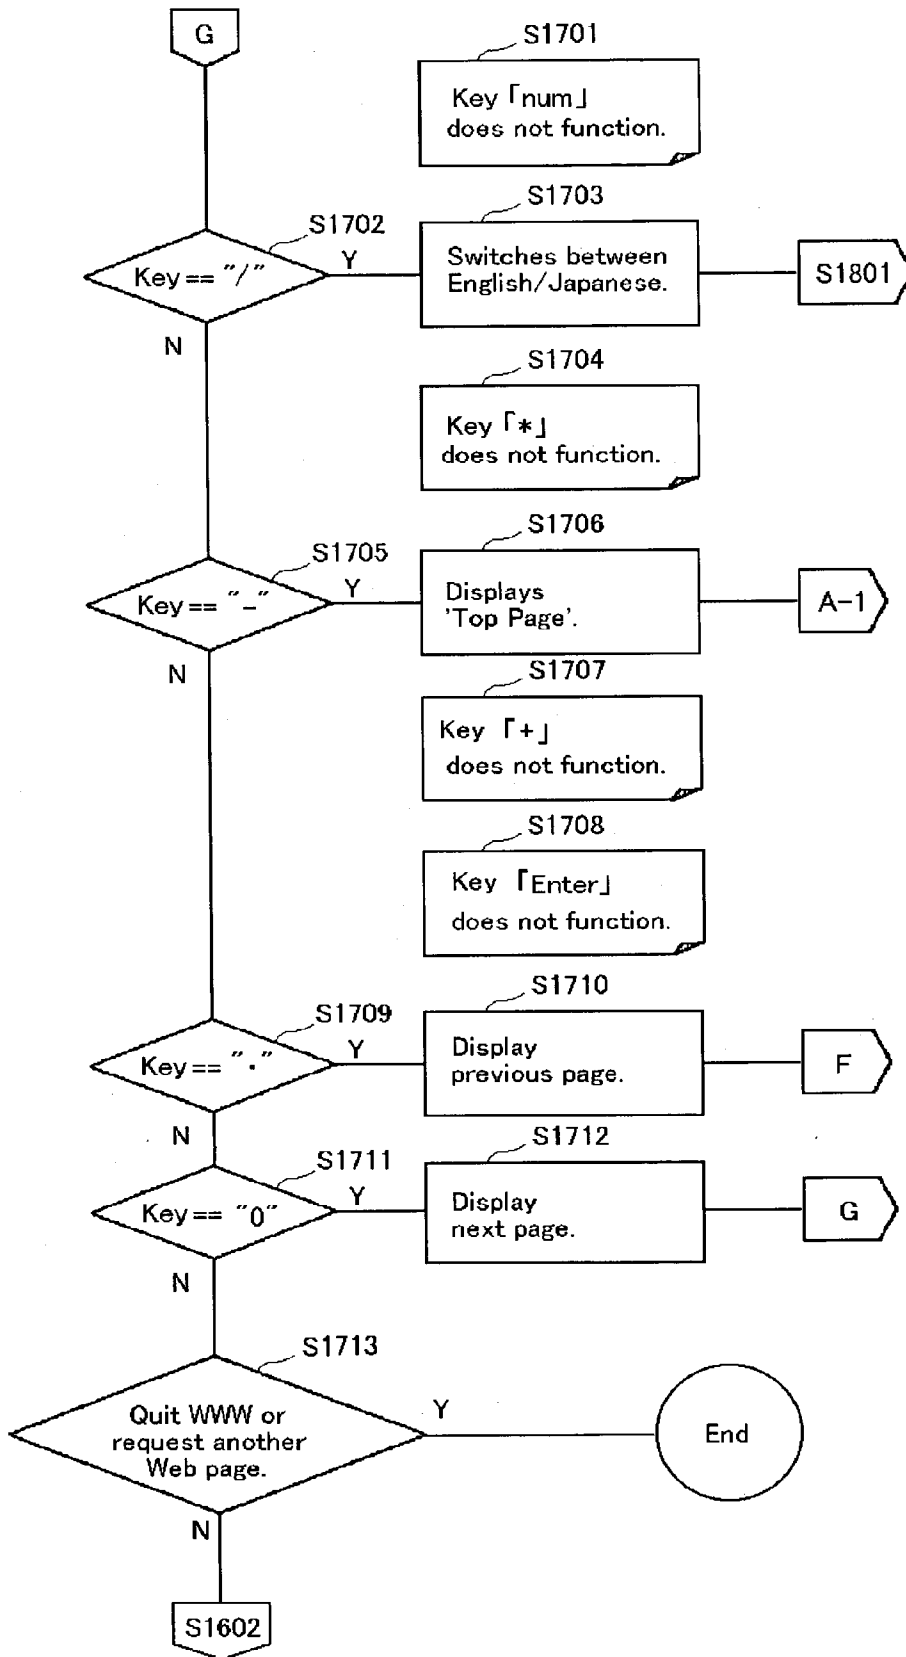 G
S1701
Key「num」
does not function.
S1702
Key == "/"
Y
N
S1703
Switches between
English/Japanese.
S1801
S1704
Key「*」
does not function.
S1705
Key == "-"
Y
N
S1706
Displays
'Top Page'.
A-1
S1707
Key「+」
does not function.
S1708
Key「Enter」
does not function.
S1709
Key == "・"
Y
N
S1710
Display
previous page.
F
S1711
Key == "0"
Y
N
S1712
Display
next page.
G
S1713
Quit WWW or
request another
Web page.
Y
N
End
S1602